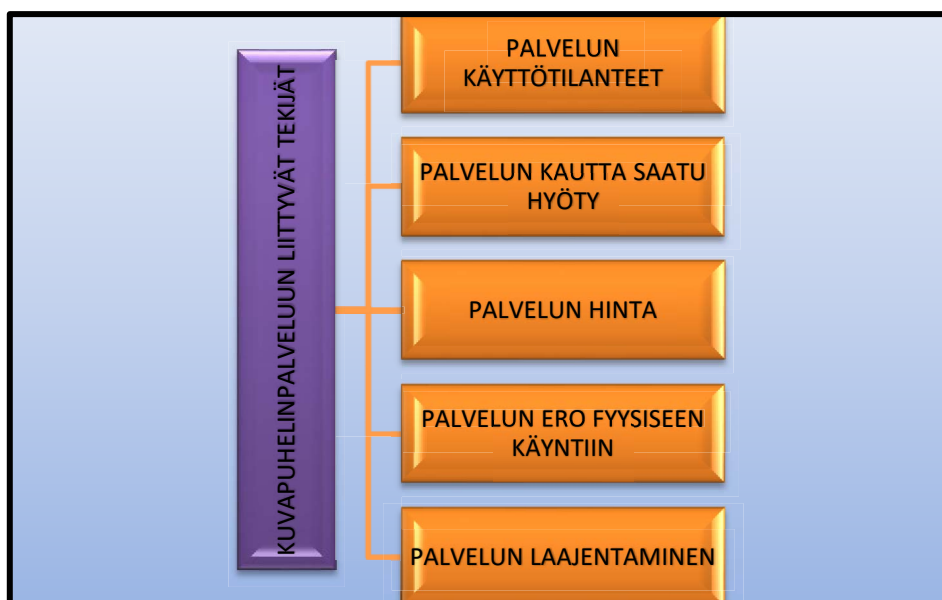 KUVAPUHELINPALVELUUN LIITTYVÄT TEKIJÄT
PALVELUN
KÄYTTÖTILANTEET
PALVELUN KAUTTA SAATU
HYÖTY
PALVELUN HINTA
PALVELUN ERO FYYSISEEN
KÄYNTIIN
PALVELUN LAAJENTAMINEN